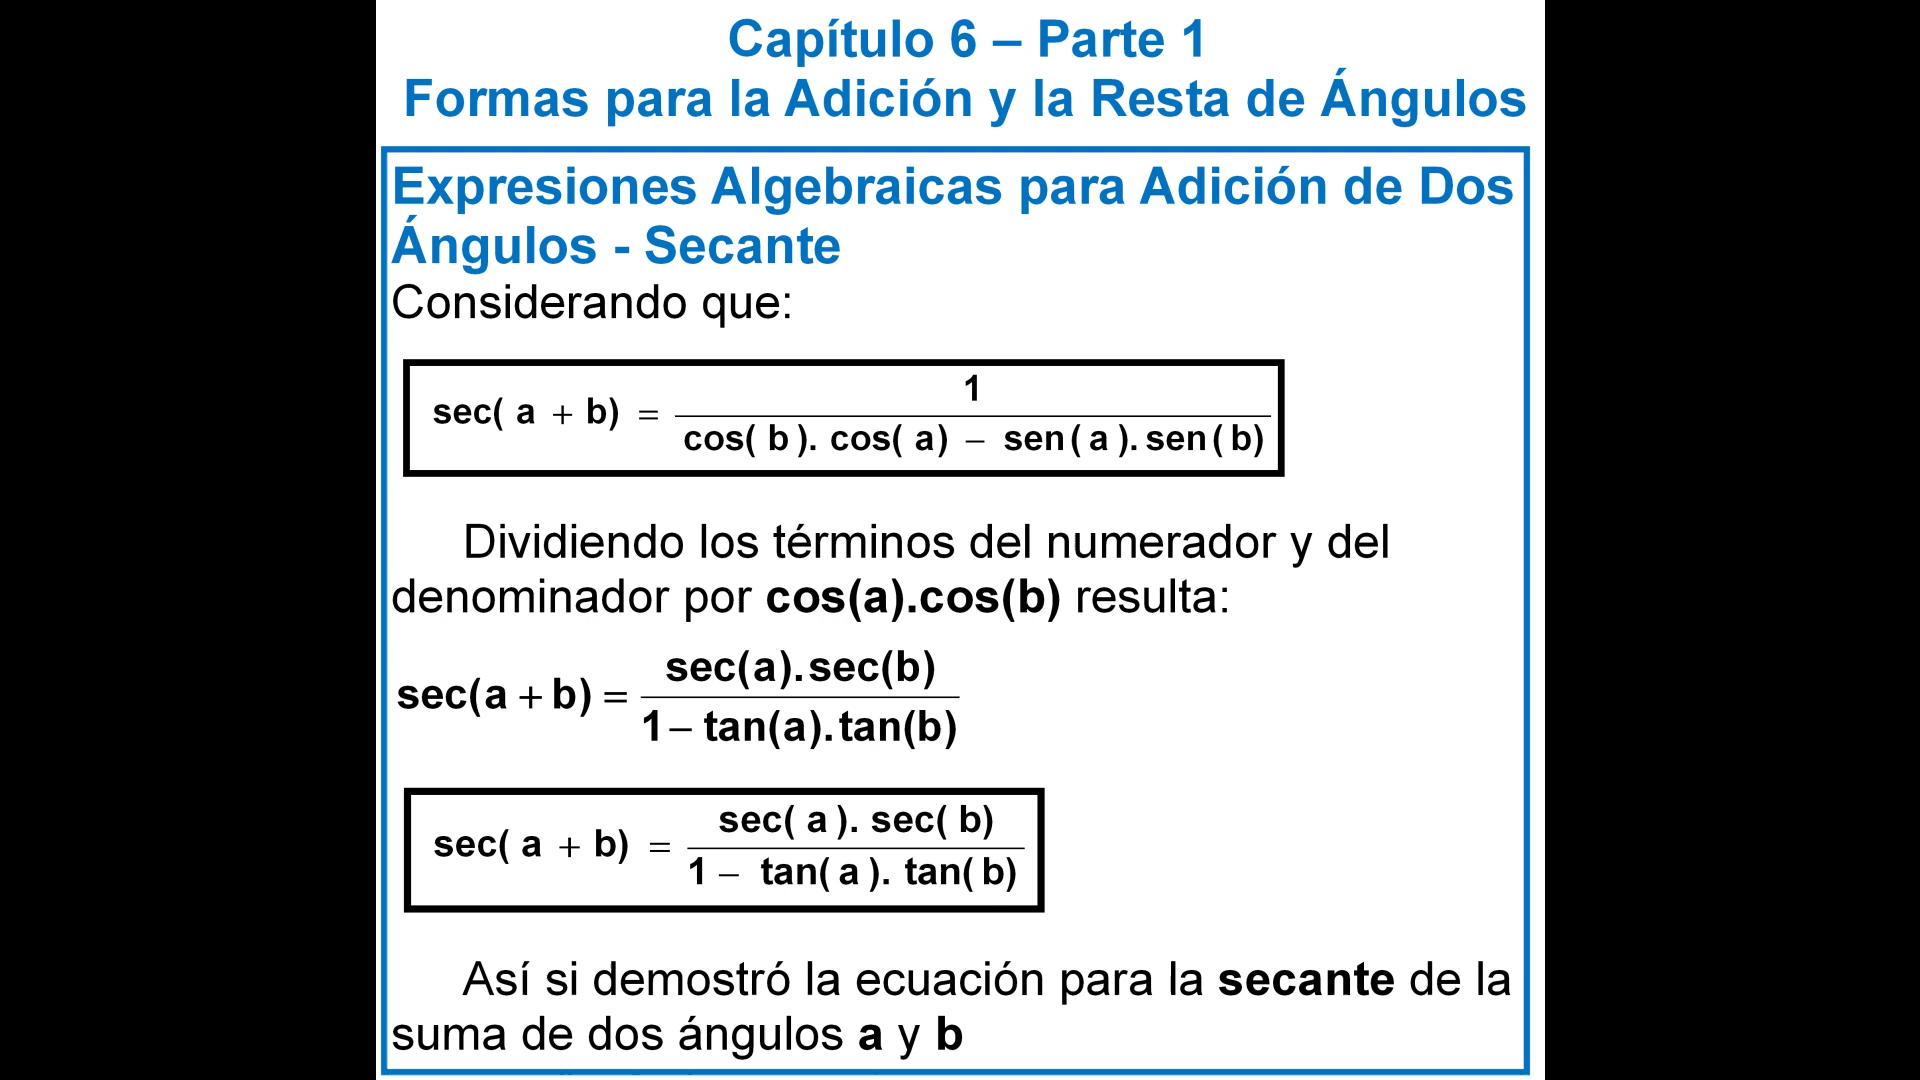 Capítulo 6 – Parte 1
Formas para la Adición y la Resta de Ángulos
Expresiones Algebraicas para Adición de Dos
Ángulos - Secante
Considerando que:
sec( a + b) = 1 / cos( b ). cos( a) – sen( a ). sen( b)
Dividiendo los términos del numerador y del
denominador por cos(a).cos(b) resulta:
sec(a + b) = sec(a).sec(b) / 1 – tan(a).tan(b)
sec( a + b) = sec( a ). sec( b) / 1 – tan( a ). tan( b)
Así si demostró la ecuación para la secante de la
suma de dos ángulos a y b